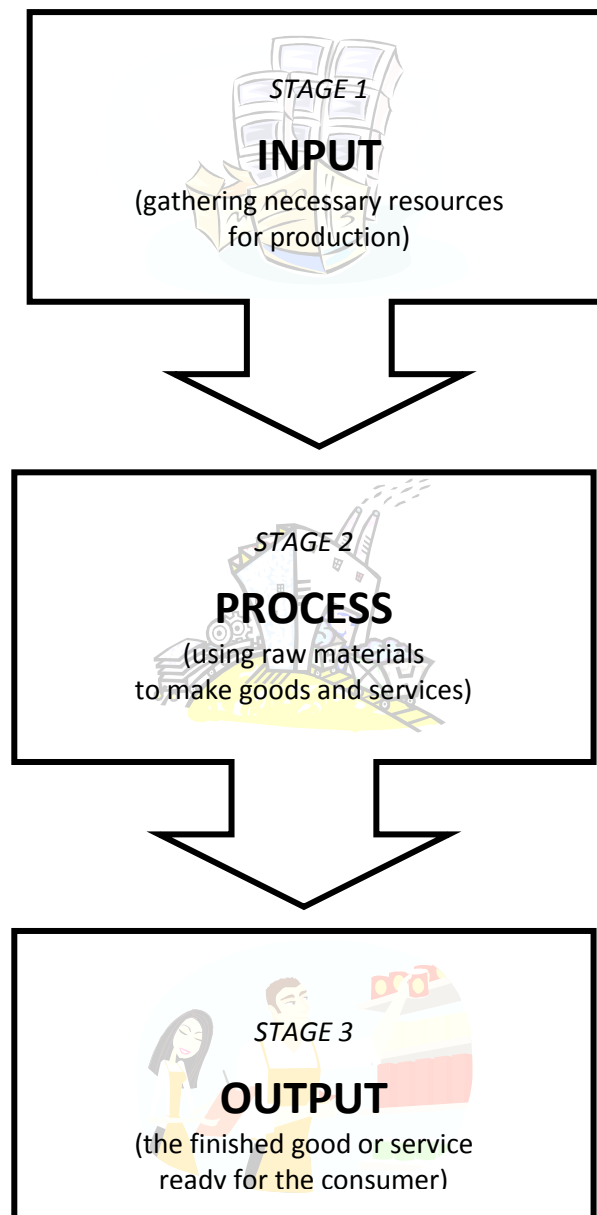 STAGE 1
INPUT
(gathering necessary resources
for production)
STAGE 2
PROCESS
(using raw materials
to make goods and services)
STAGE 3
OUTPUT
(the finished good or service
ready for the consumer)